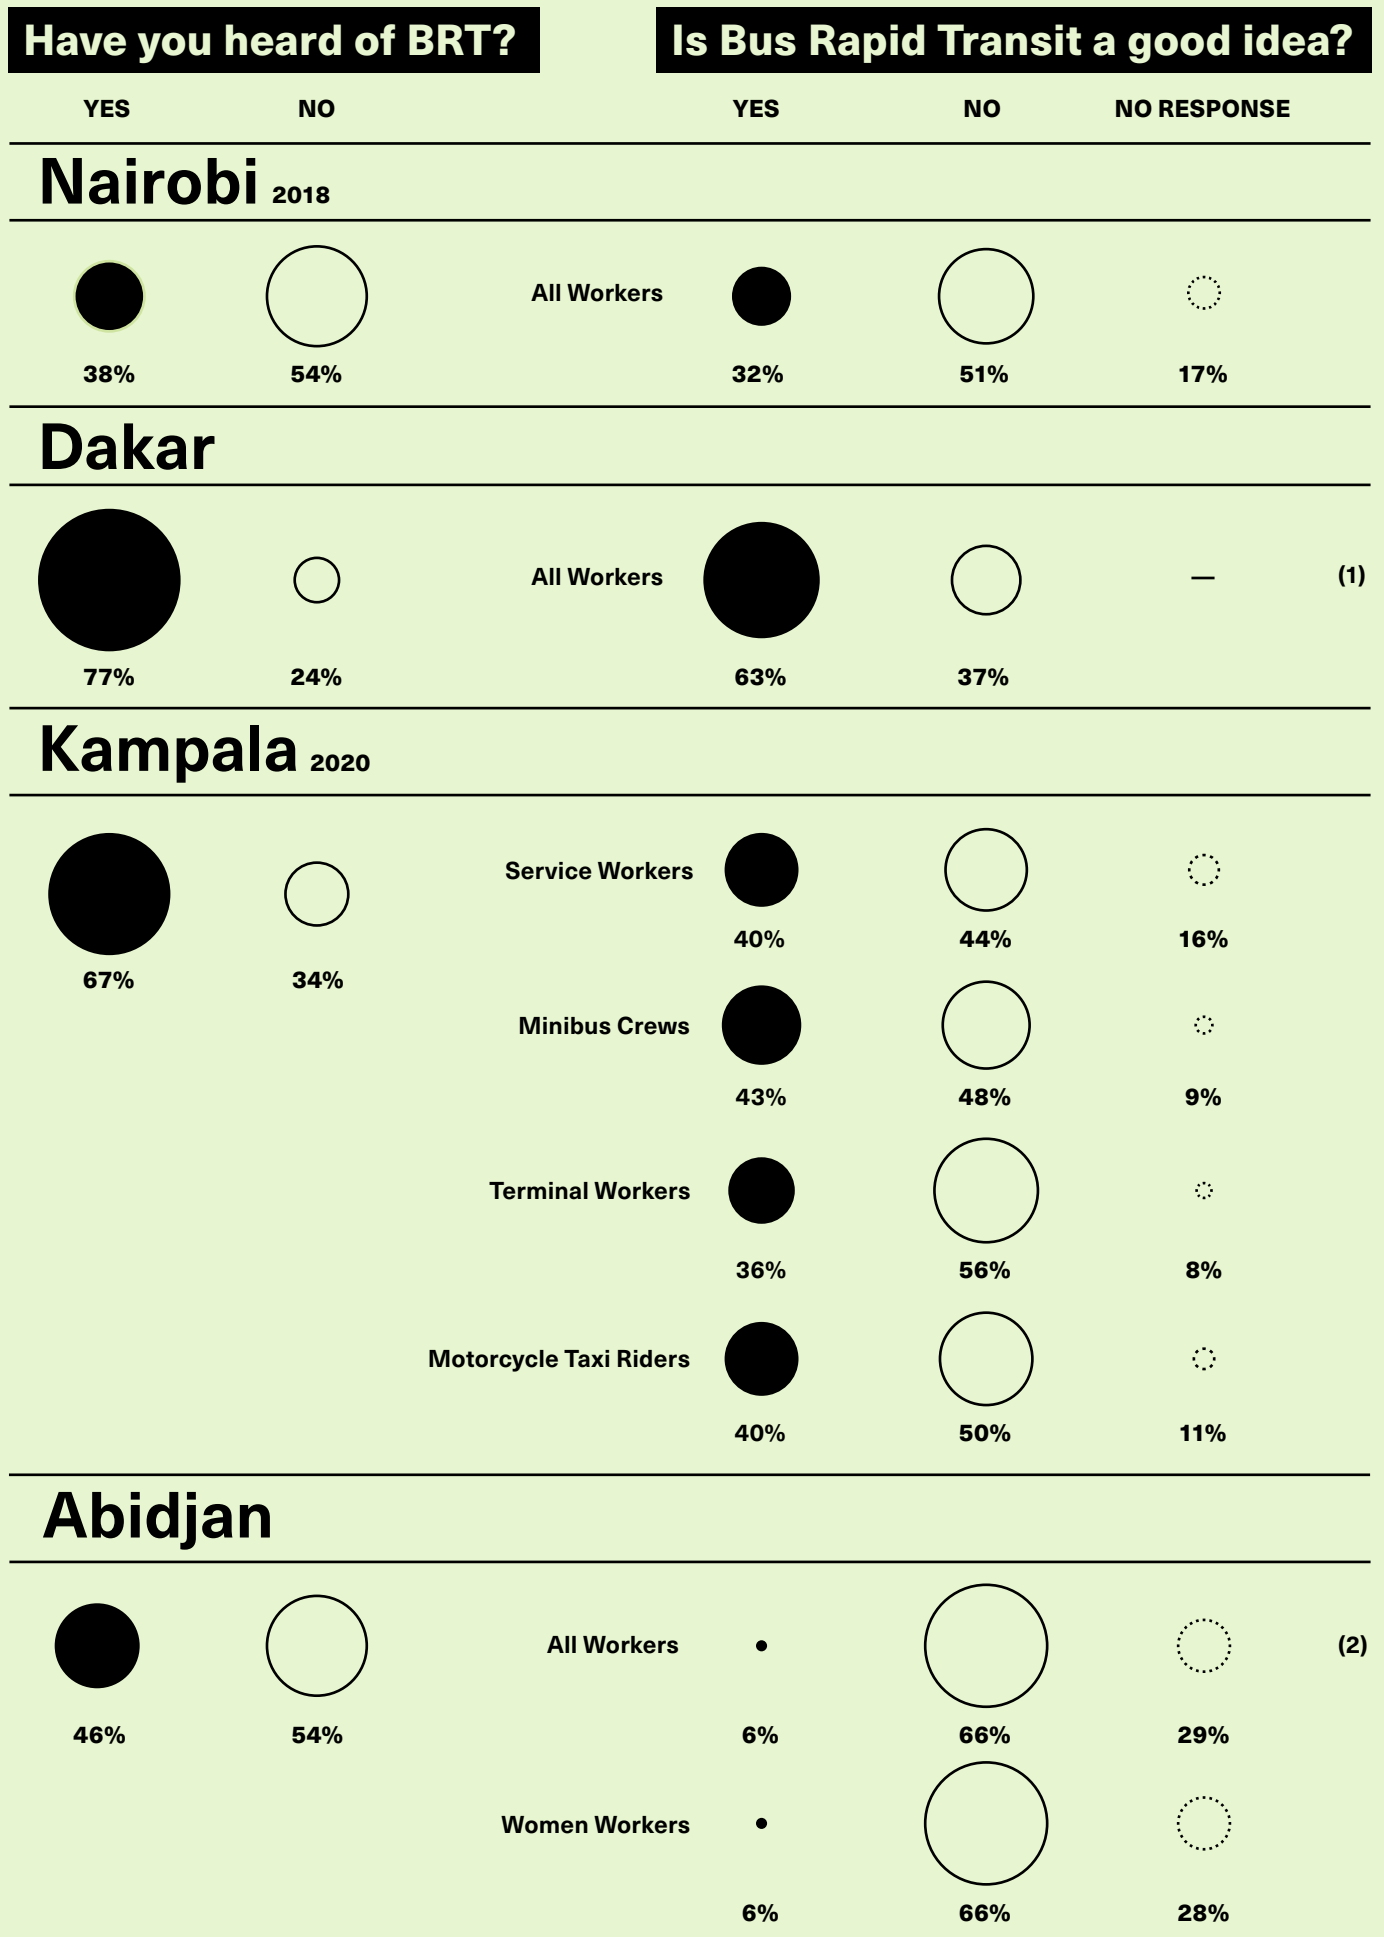 Have you heard of BRT?
Is Bus Rapid Transit a good idea?
YES NO YES NO NO RESPONSE
Nairobi 2018
All Workers
38% 54% 32% 51% 17%
Dakar
All Workers — (1)
77% 24% 63% 37%
Kampala 2020
Service Workers
40% 44% 16%
67% 34%
Minibus Crews
43% 48% 9%
Terminal Workers
36% 56% 8%
Motorcycle Taxi Riders
40% 50% 11%
Abidjan
All Workers (2)
46% 54% 6% 66% 29%
Women Workers
6% 66% 28%